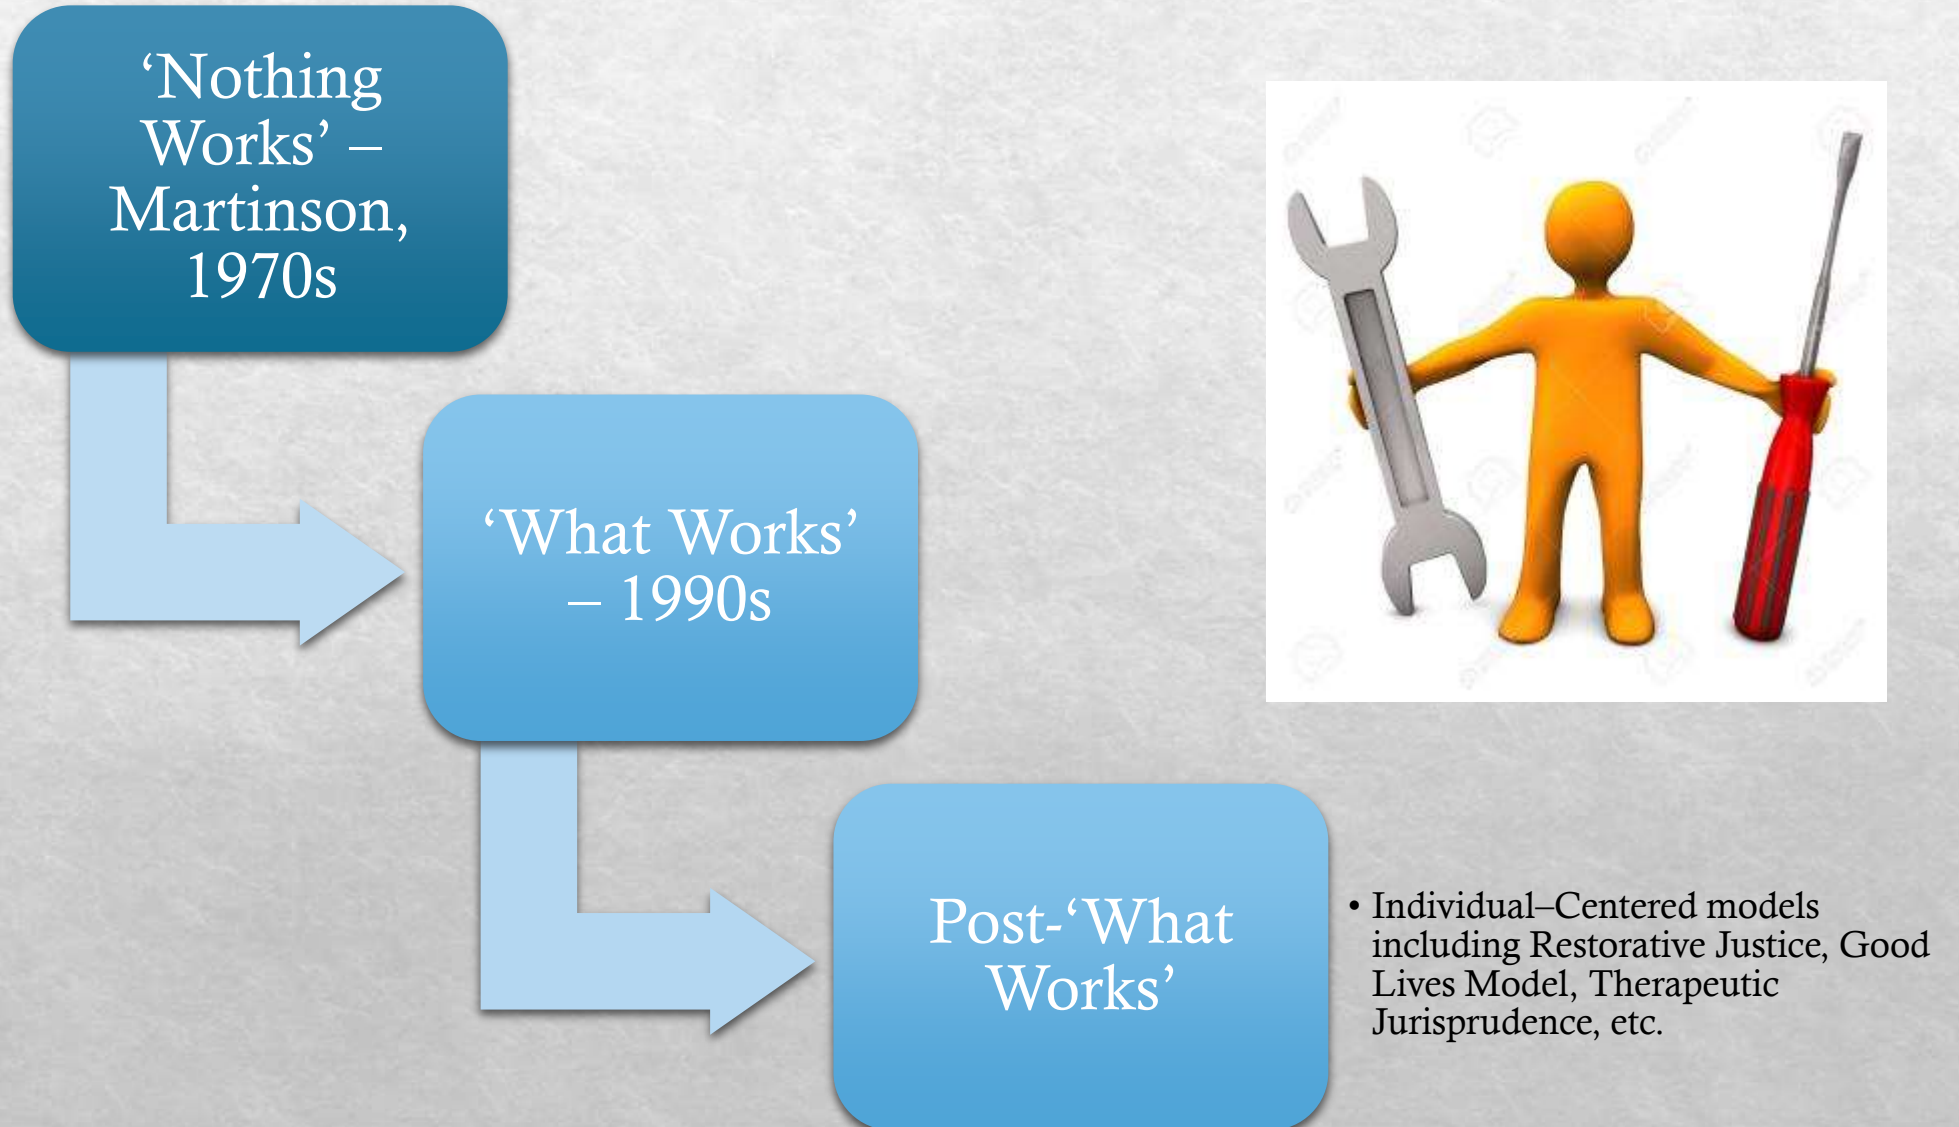 ‘Nothing
Works’ –
Martinson,
1970s
‘What Works’
– 1990s
Post-‘What
Works’
• Individual–Centered models
including Restorative Justice, Good
Lives Model, Therapeutic
Jurisprudence, etc.